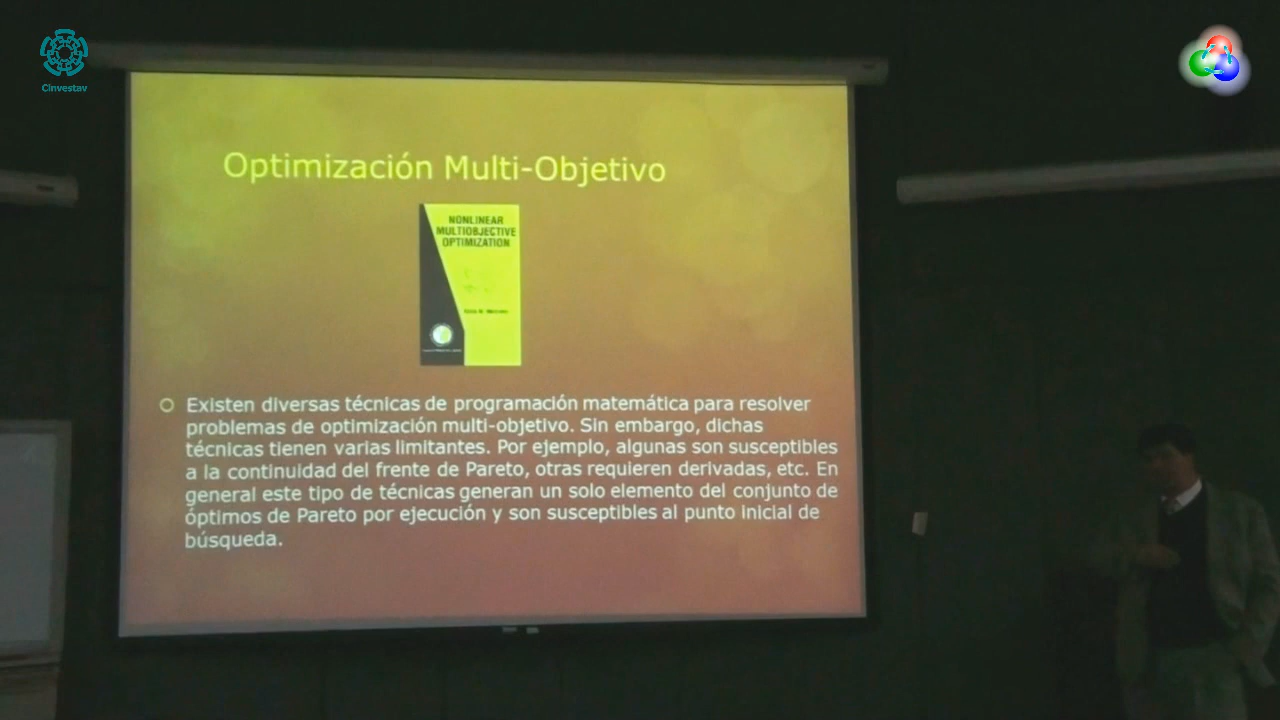 Cinvestav
Optimización Multi-Objetivo
NONLINEAR
MULTIOBJECTIVE
OPTIMIZATION
Existen diversas técnicas de programación matemática para resolver
problemas de optimización multi-objetivo. Sin embargo, dichas
técnicas tienen varias limitantes. Por ejemplo, algunas son susceptibles
a la continuidad del frente de Pareto, otras requieren derivadas, etc. En
general este tipo de técnicas generan un solo elemento del conjunto de
óptimos de Pareto por ejecución y son susceptibles al punto inicial de
búsqueda.